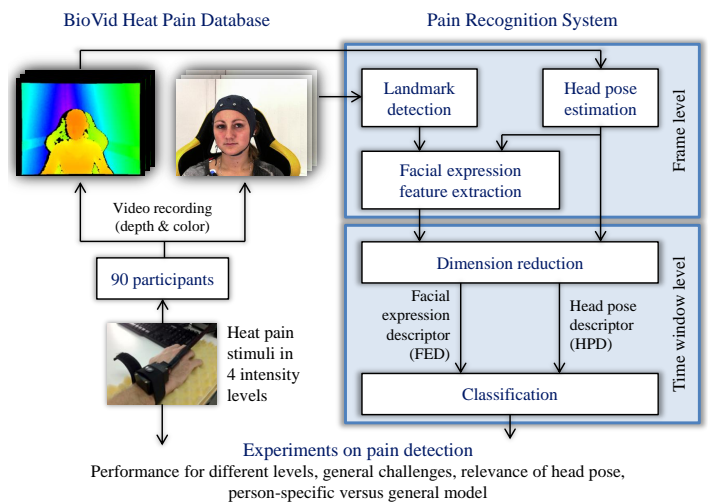 BioVid Heat Pain Database
Pain Recognition System
Landmark
detection
Head pose
estimation
Facial expression
feature extraction
Frame level
Video recording
(depth & color)
90 participants
Heat pain
stimuli in
4 intensity
levels
Dimension reduction
Facial
expression
descriptor
(FED)
Head pose
descriptor
(HPD)
Classification
Time window level
Experiments on pain detection
Performance for different levels, general challenges, relevance of head pose,
person-specific versus general model